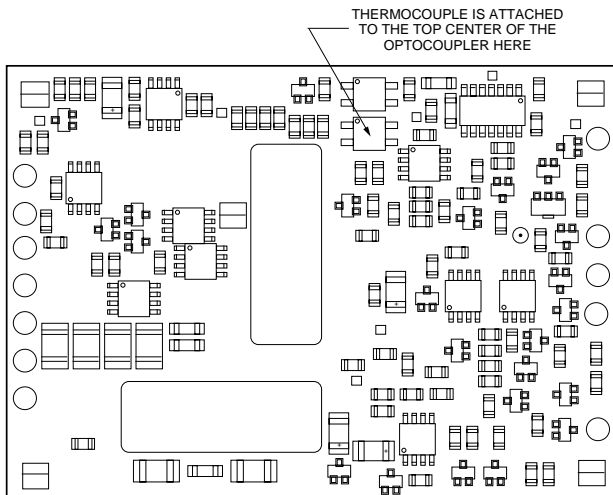 THERMOCOUPLE IS ATTACHED
TO THE TOP CENTER OF THE
OPTOCOUPLER HERE